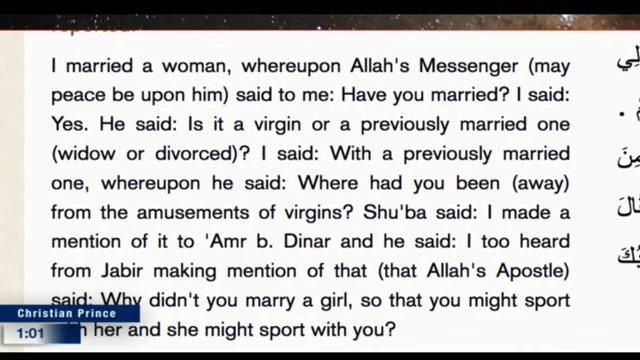 reported:
I married a woman, whereupon Allah's Messenger (may
peace be upon him) said to me: Have you married? I said:
Yes. He said: Is it a virgin or a previously married one
(widow or divorced)? I said: With a previously married
one, whereupon he said: Where had you been (away)
from the amusements of virgins? Shu'ba said: I made a
mention of it to 'Amr b. Dinar and he said: I too heard
from Jabir making mention of that (that Allah's Apostle)
said: Why didn't you marry a girl, so that you might sport
her and she might sport with you?
Christian Prince
1:01
مِنَ